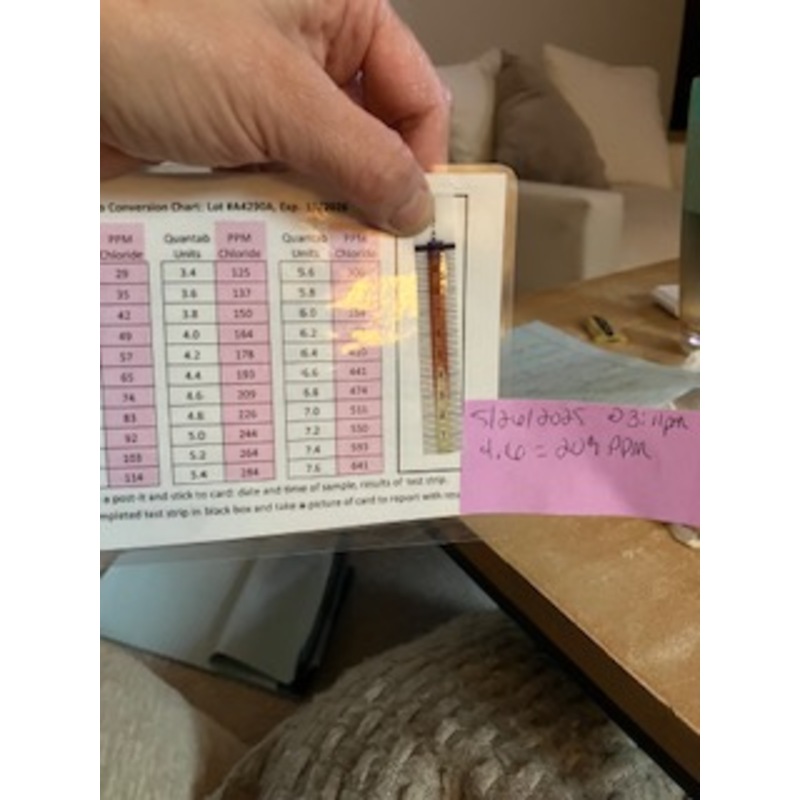 Conversion Chart: Lot #A4290A, Exp.
PPM Quantab PPM Quantab PPM
Chloride Units Chloride Units Chloride
29 3.4 125 5.6
35 3.6 137 5.8
42 3.8 150 6.0
49 4.0 164 6.2
57 4.2 178 6.4
65 4.4 193 6.6 441
74 4.6 209 6.8 474
83 4.8 226 7.0
92 5.0 244 7.2 550
103 5.2 264 7.4 593
114 5.4 284 7.6 641
a post-it and stick to card: date and time of sample, results of test strip.
mpleted test strip in black box and take a picture of card to report with
5/26/2025 @ 3:11pm
4.6 = 209 PPM